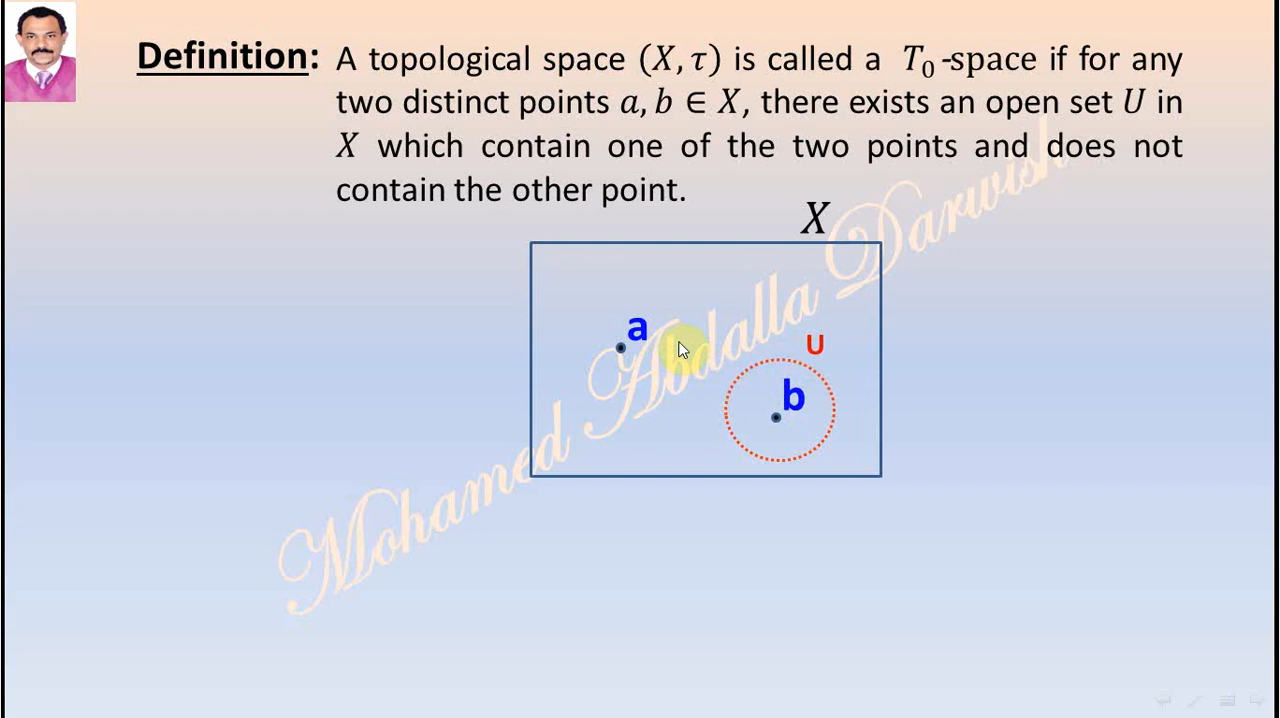 Definition: A topological space (X, τ) is called a T₀-space if for any
two distinct points a, b ∈ X, there exists an open set U in
X which contain one of the two points and does not
contain the other point.
X
a
U
b
Mohamed Abdalla Darwish